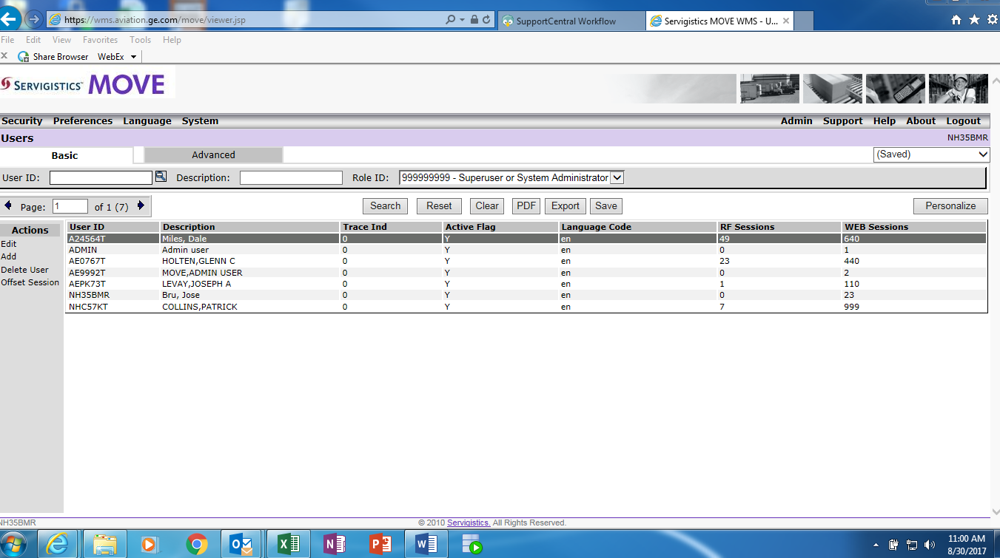 https://wms.aviation.ge.com/move/viewer.jsp
SupportCentral Workflow
Servigistics MOVE WMS - U...
File Edit View Favorites Tools Help
X Share Browser WebEx
SERVIGISTICS MOVE
Security Preferences Language System Admin Support Help About Logout
Users NH35BMR
Basic Advanced (Saved)
User ID: Description: Role ID: 999999999 - Superuser or System Administrator
Page: 1 of 1 (7) Search Reset Clear PDF Export Save Personalize
Actions
Edit
Add
Delete User
Offset Session
User ID Description Trace Ind Active Flag Language Code RF Sessions WEB Sessions
A24564T Miles, Dale 0 Y en 49 640
ADMIN Admin user 0 Y en 0 1
AE0767T HOLTEN,GLENN C 0 Y en 23 440
AE9992T MOVE,ADMIN USER 0 Y en 0 2
AEPK73T LEVAY,JOSEPH A 0 Y en 1 110
NH35BMR Bru, Jose 0 Y en 0 23
NHC57KT COLLINS,PATRICK 0 Y en 7 999
NH35BMR © 2010 Servigistics. All Rights Reserved.
11:00 AM
8/30/2017